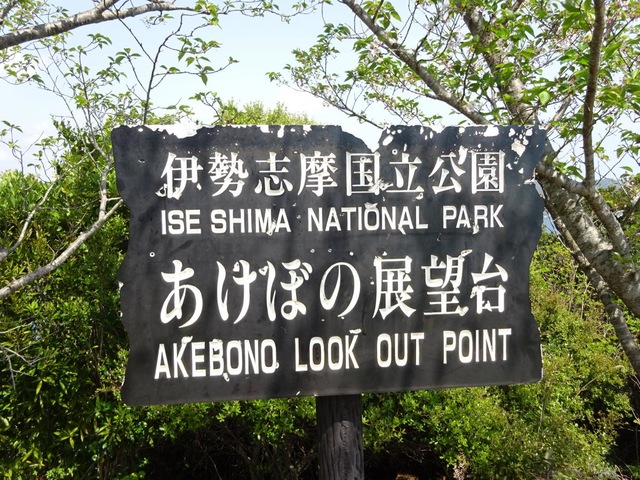 伊勢志摩国立公園
ISE SHIMA NATIONAL PARK
あけぼの展望台
AKEBONO LOOK OUT POINT